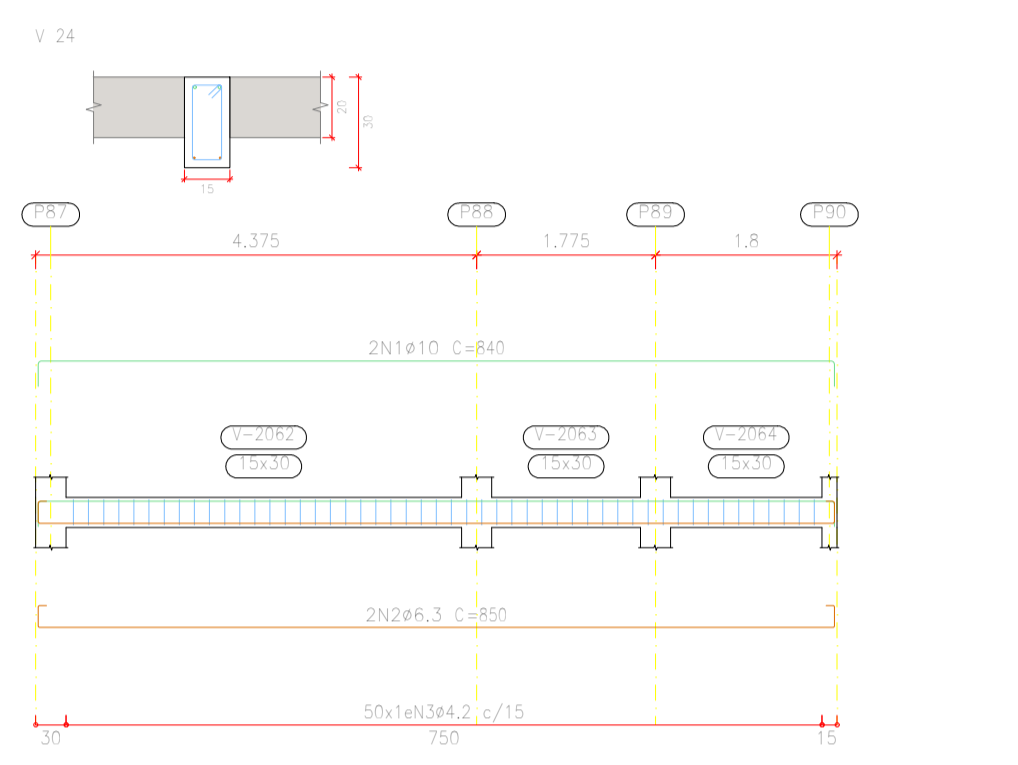 V 24
20
30
15
P87 P88 P89 P90
4.375 1.775 1.8
2N1ø10 C=840
V-2062 V-2063 V-2064
15x30 15x30 15x30
2N2ø6.3 C=850
50x1eN3ø4.2 c/15
30 750 15